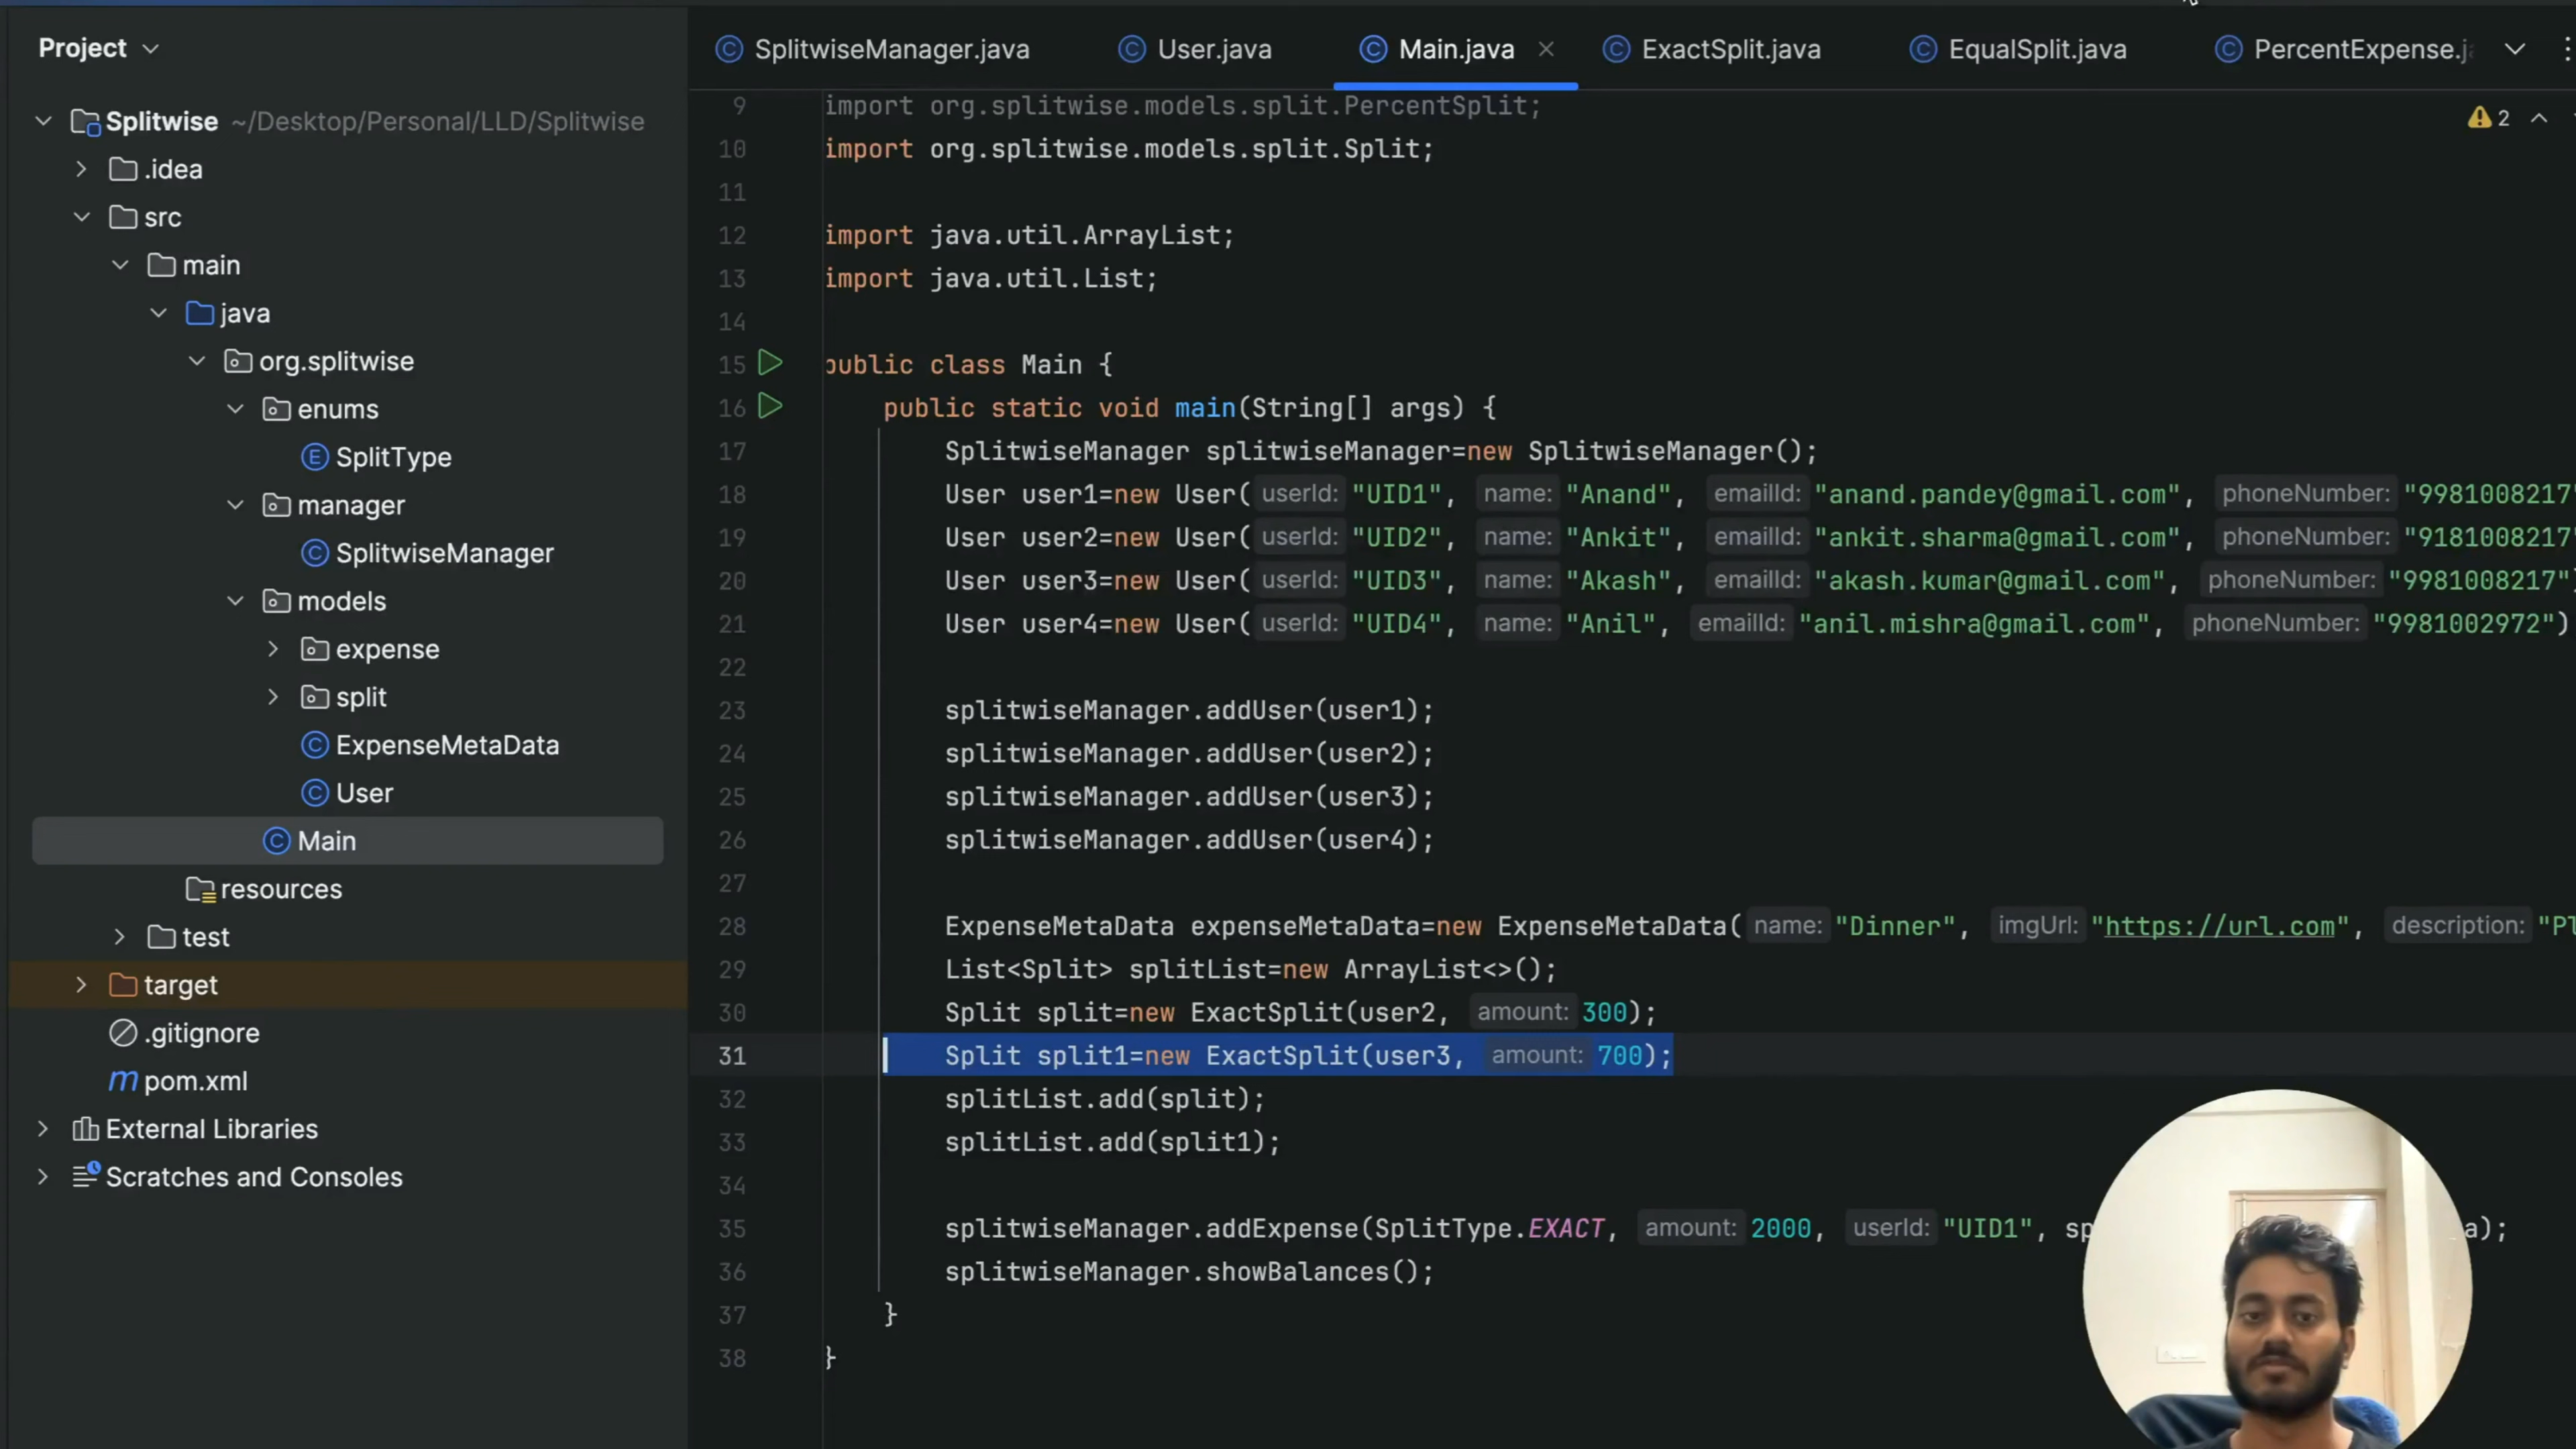 Project
Splitwise ~/Desktop/Personal/LLD/Splitwise
.idea
src
main
java
org.splitwise
enums
SplitType
manager
SplitwiseManager
models
expense
split
ExpenseMetaData
User
Main
resources
test
target
.gitignore
pom.xml
External Libraries
Scratches and Consoles
SplitwiseManager.java User.java Main.java ExactSplit.java EqualSplit.java PercentExpense.ja
2
9 import org.splitwise.models.split.PercentSplit;
10 import org.splitwise.models.split.Split;
11
12 import java.util.ArrayList;
13 import java.util.List;
14
15 public class Main {
16 public static void main(String[] args) {
17 SplitwiseManager splitwiseManager=new SplitwiseManager();
18 User user1=new User( userId: "UID1", name: "Anand", emailId: "anand.pandey@gmail.com", phoneNumber: "9981008217"
19 User user2=new User( userId: "UID2", name: "Ankit", emailId: "ankit.sharma@gmail.com", phoneNumber: "9181008217"
20 User user3=new User( userId: "UID3", name: "Akash", emailId: "akash.kumar@gmail.com", phoneNumber: "9981008217")
21 User user4=new User( userId: "UID4", name: "Anil", emailId: "anil.mishra@gmail.com", phoneNumber: "9981002972")
22
23 splitwiseManager.addUser(user1);
24 splitwiseManager.addUser(user2);
25 splitwiseManager.addUser(user3);
26 splitwiseManager.addUser(user4);
27
28 ExpenseMetaData expenseMetaData=new ExpenseMetaData( name: "Dinner", imgUrl: "https://url.com", description: "Pl
29 List<Split> splitList=new ArrayList<>();
30 Split split=new ExactSplit(user2, amount: 300);
31 Split split1=new ExactSplit(user3, amount: 700);
32 splitList.add(split);
33 splitList.add(split1);
34
35 splitwiseManager.addExpense(SplitType.EXACT, amount: 2000, userId: "UID1", sp a);
36 splitwiseManager.showBalances();
37 }
38 }